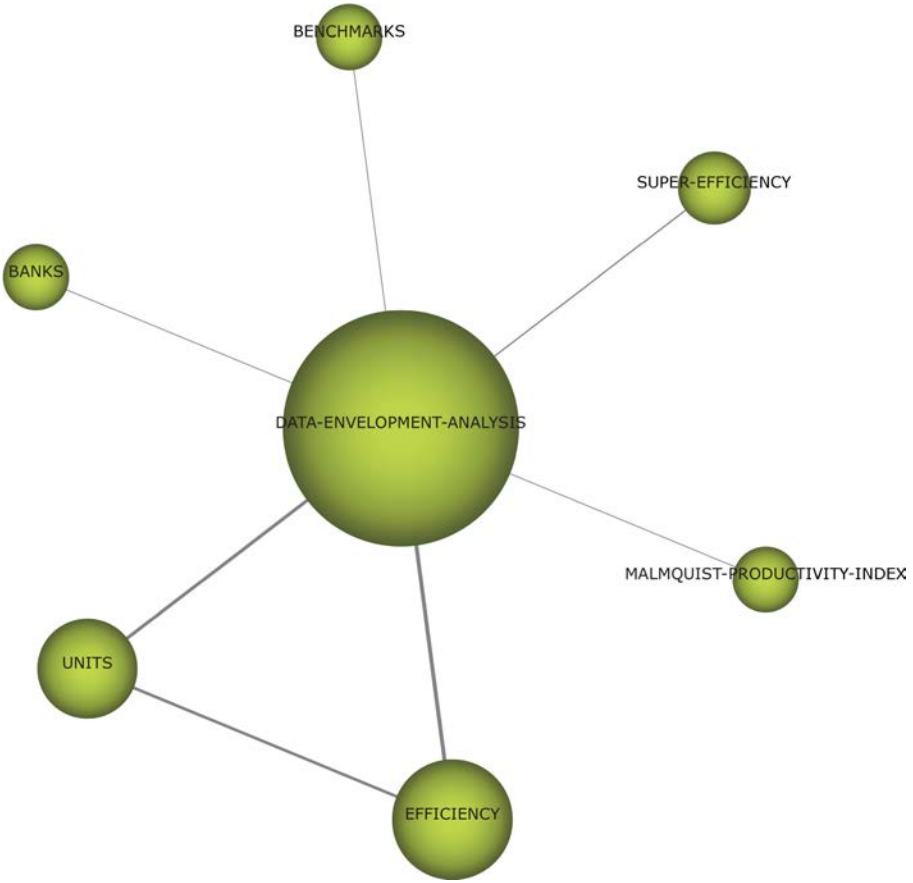 BENCHMARKS
SUPER-EFFICIENCY
BANKS
DATA-ENVELOPMENT-ANALYSIS
MALMQUIST-PRODUCTIVITY-INDEX
UNITS
EFFICIENCY